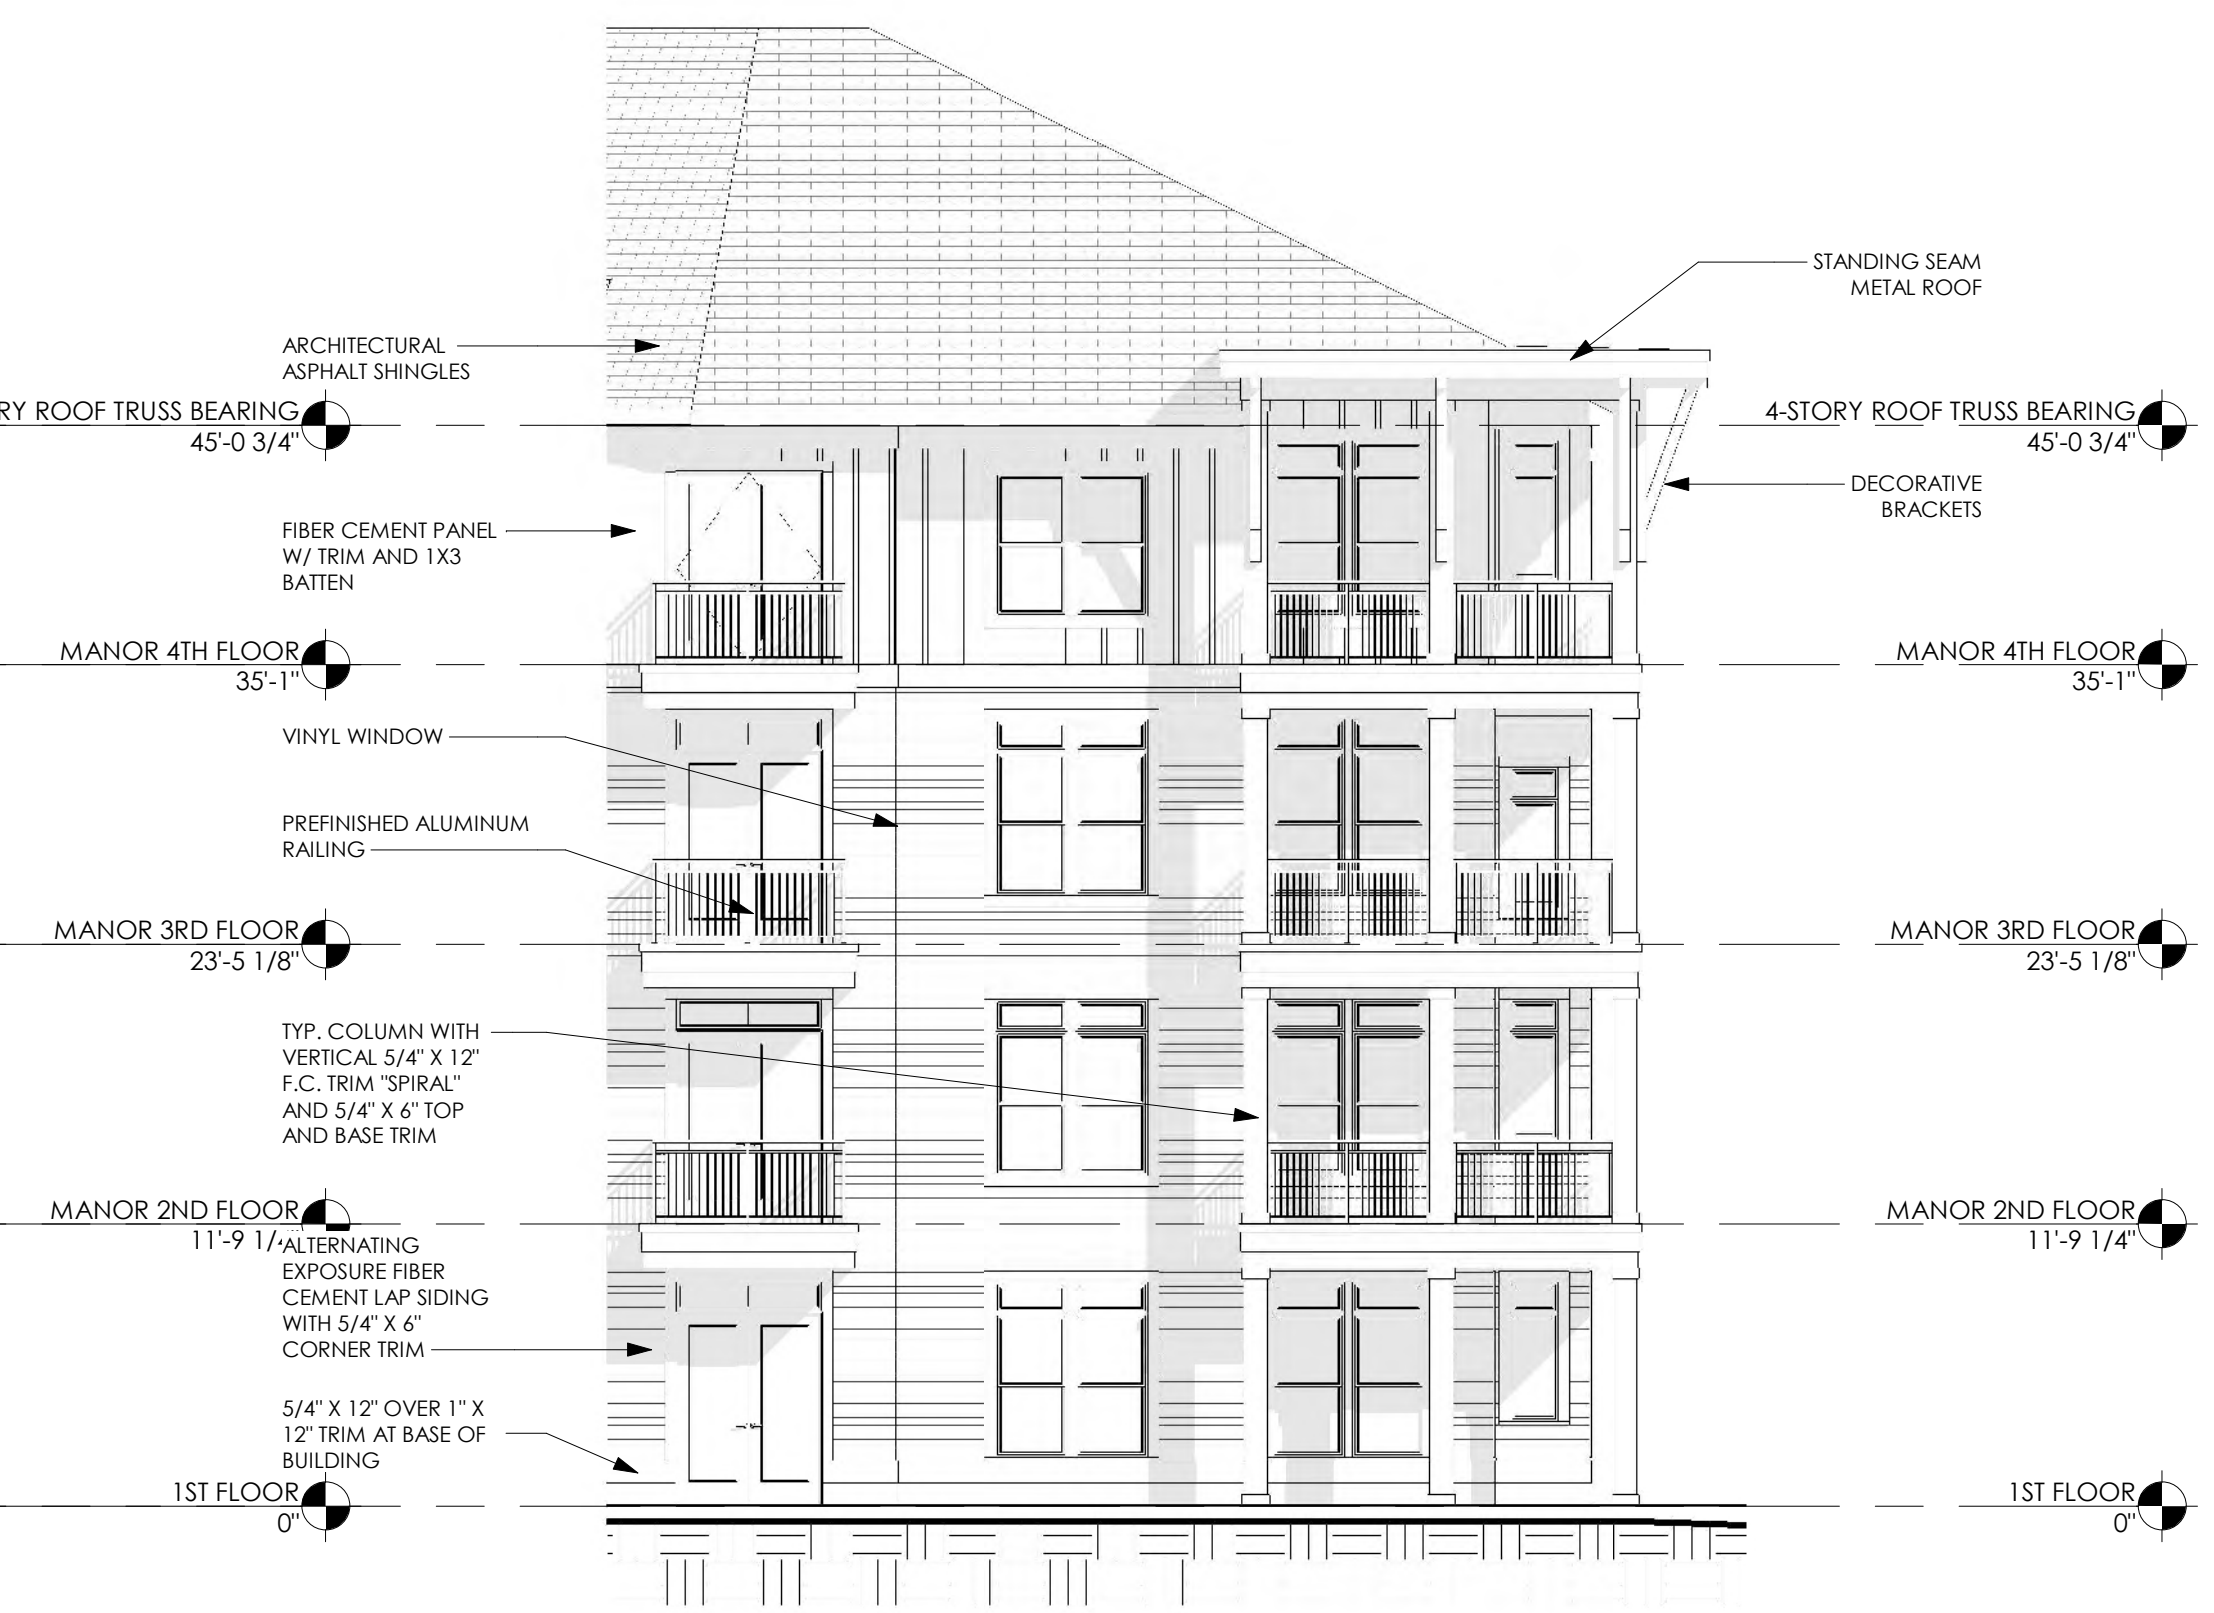 STANDING SEAM
METAL ROOF
ARCHITECTURAL
ASPHALT SHINGLES
RY ROOF TRUSS BEARING
45'-0 3/4"
4-STORY ROOF TRUSS BEARING
45'-0 3/4"
DECORATIVE
BRACKETS
FIBER CEMENT PANEL
W/ TRIM AND 1X3
BATTEN
MANOR 4TH FLOOR
35'-1"
MANOR 4TH FLOOR
35'-1"
VINYL WINDOW
PREFINISHED ALUMINUM
RAILING
MANOR 3RD FLOOR
23'-5 1/8"
MANOR 3RD FLOOR
23'-5 1/8"
TYP. COLUMN WITH
VERTICAL 5/4" X 12"
F.C. TRIM "SPIRAL"
AND 5/4" X 6" TOP
AND BASE TRIM
MANOR 2ND FLOOR
11'-9 1/4"
MANOR 2ND FLOOR
11'-9 1/4"
ALTERNATING
EXPOSURE FIBER
CEMENT LAP SIDING
WITH 5/4" X 6"
CORNER TRIM
5/4" X 12" OVER 1" X
12" TRIM AT BASE OF
BUILDING
1ST FLOOR
0"
1ST FLOOR
0"